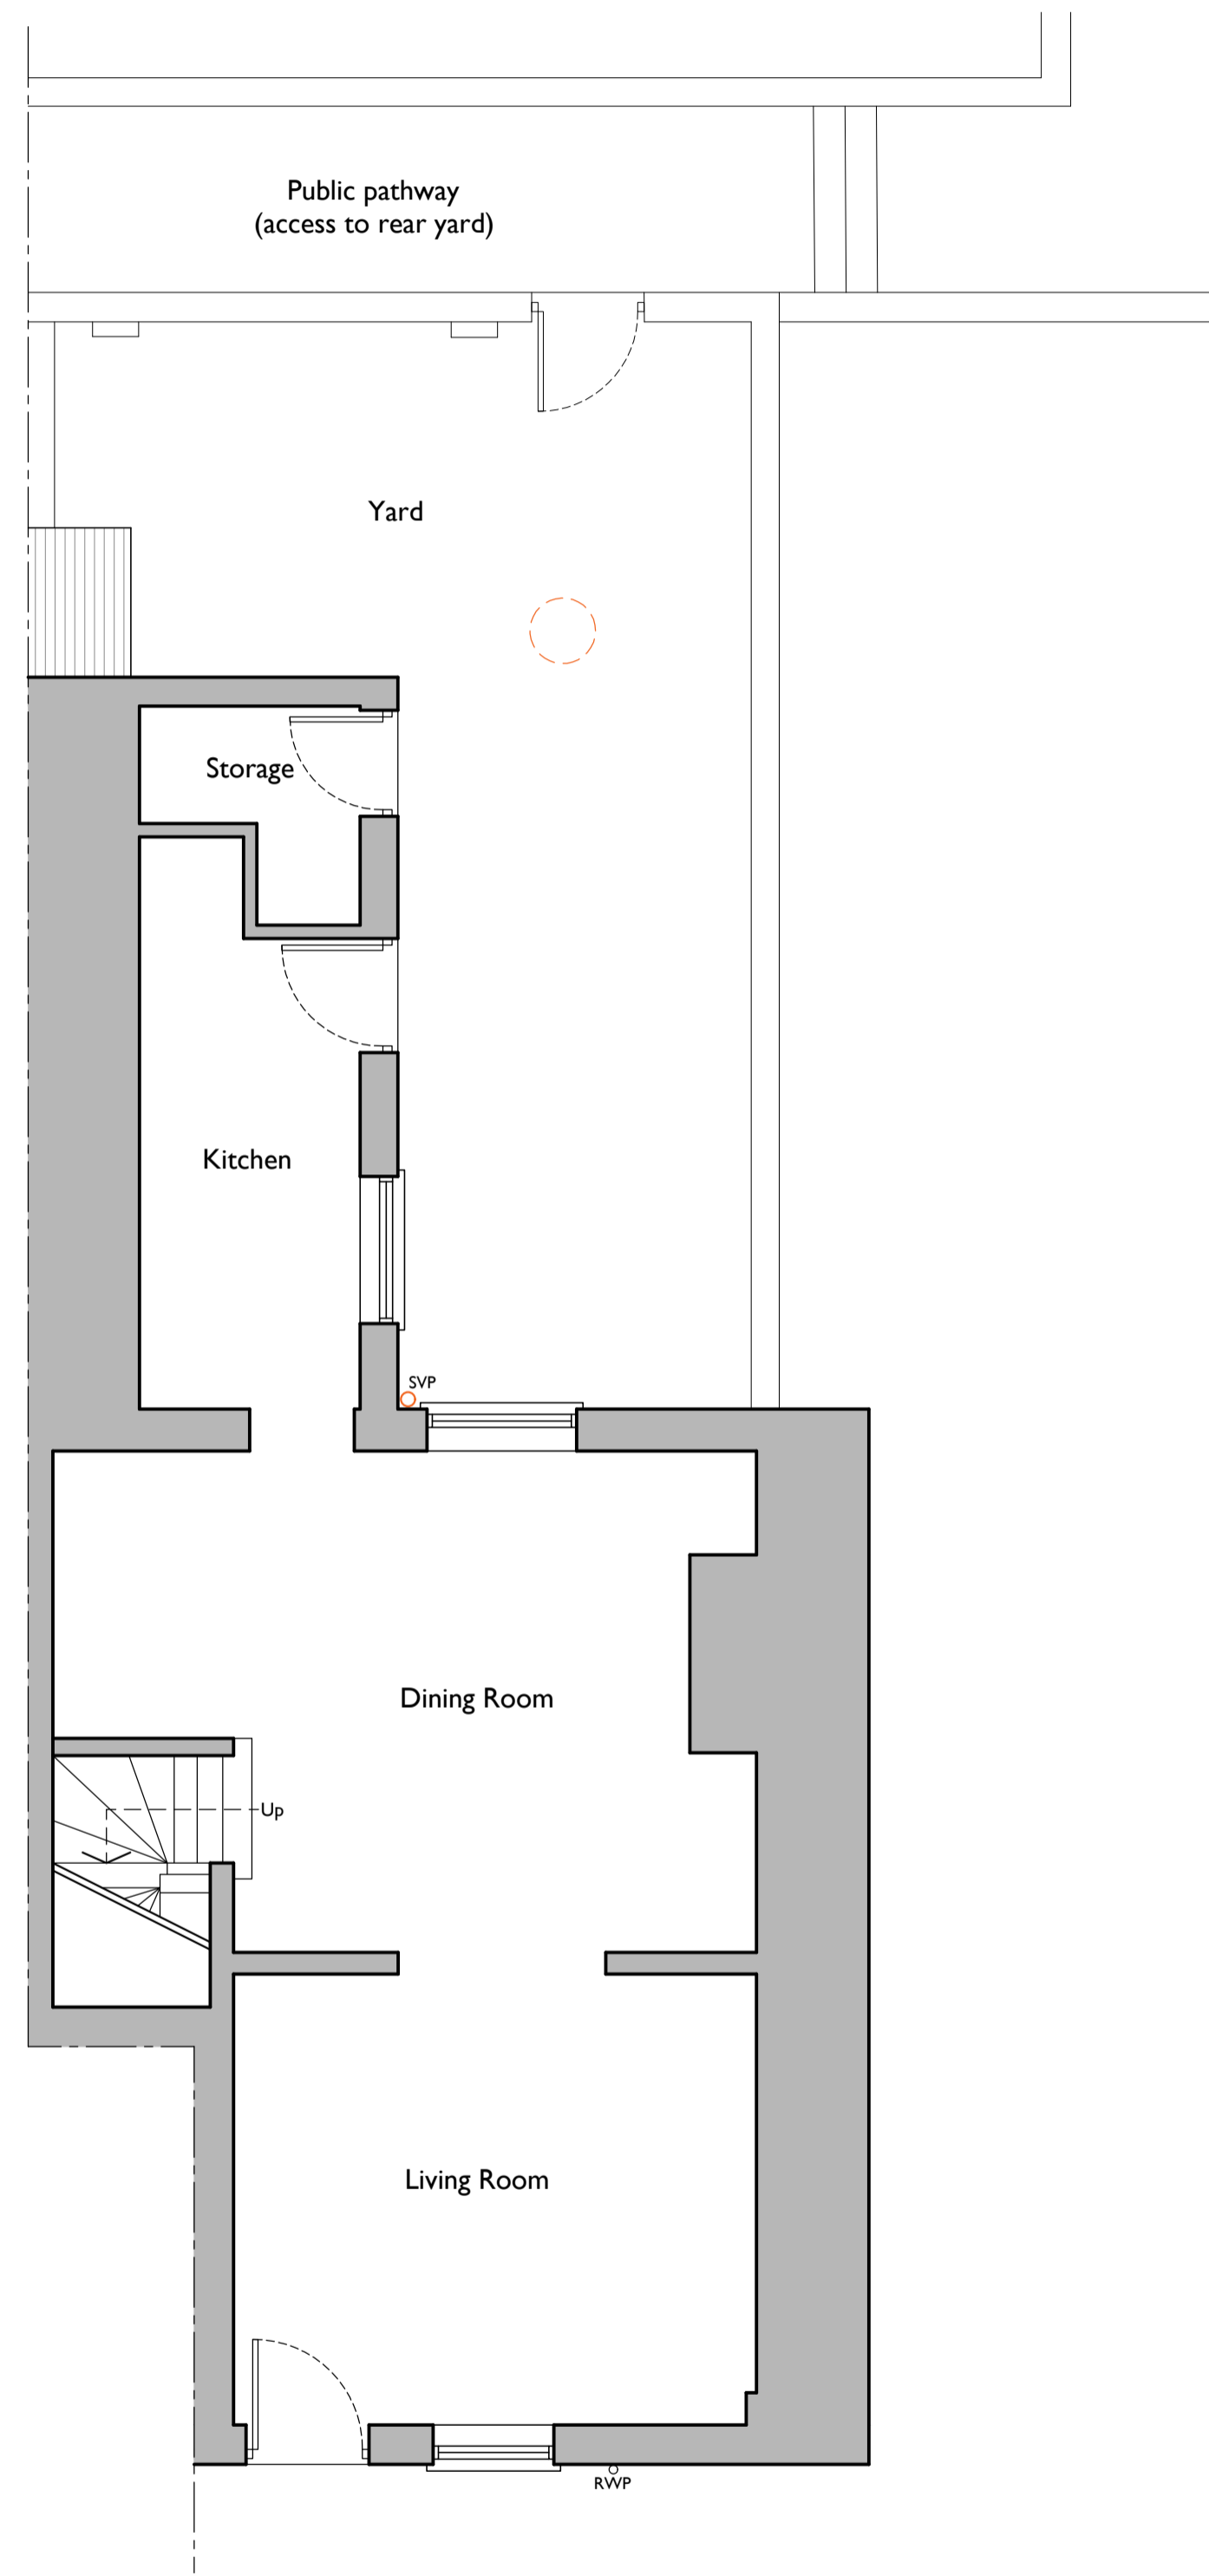 Public pathway
(access to rear yard)
Yard
Storage
Kitchen
SVP
Dining Room
Up
Living Room
RWP